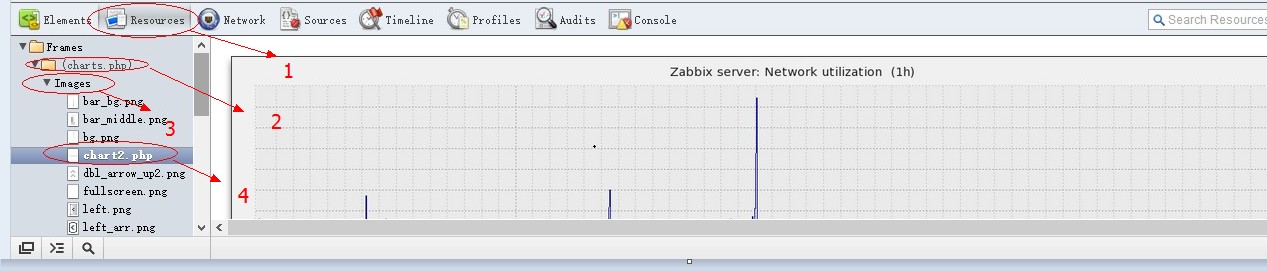 Elements Resources Network Sources Timeline Profiles Audits Console Search Resources
Frames
(charts.php)
Images
bar_bg.png
bar_middle.png
bg.png
chart2.php
dbl_arrow_up2.png
fullscreen.png
left.png
left_arr.png
1
2
3
4
Zabbix server: Network utilization (1h)